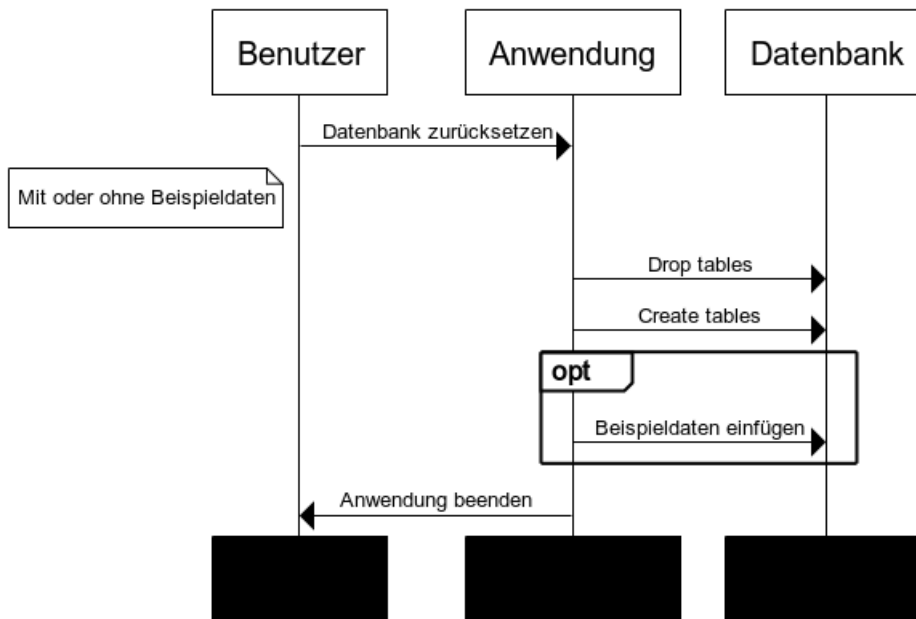 Benutzer
Anwendung
Datenbank
Datenbank zurücksetzen
Mit oder ohne Beispieldaten
Drop tables
Create tables
opt
Beispieldaten einfügen
Anwendung beenden